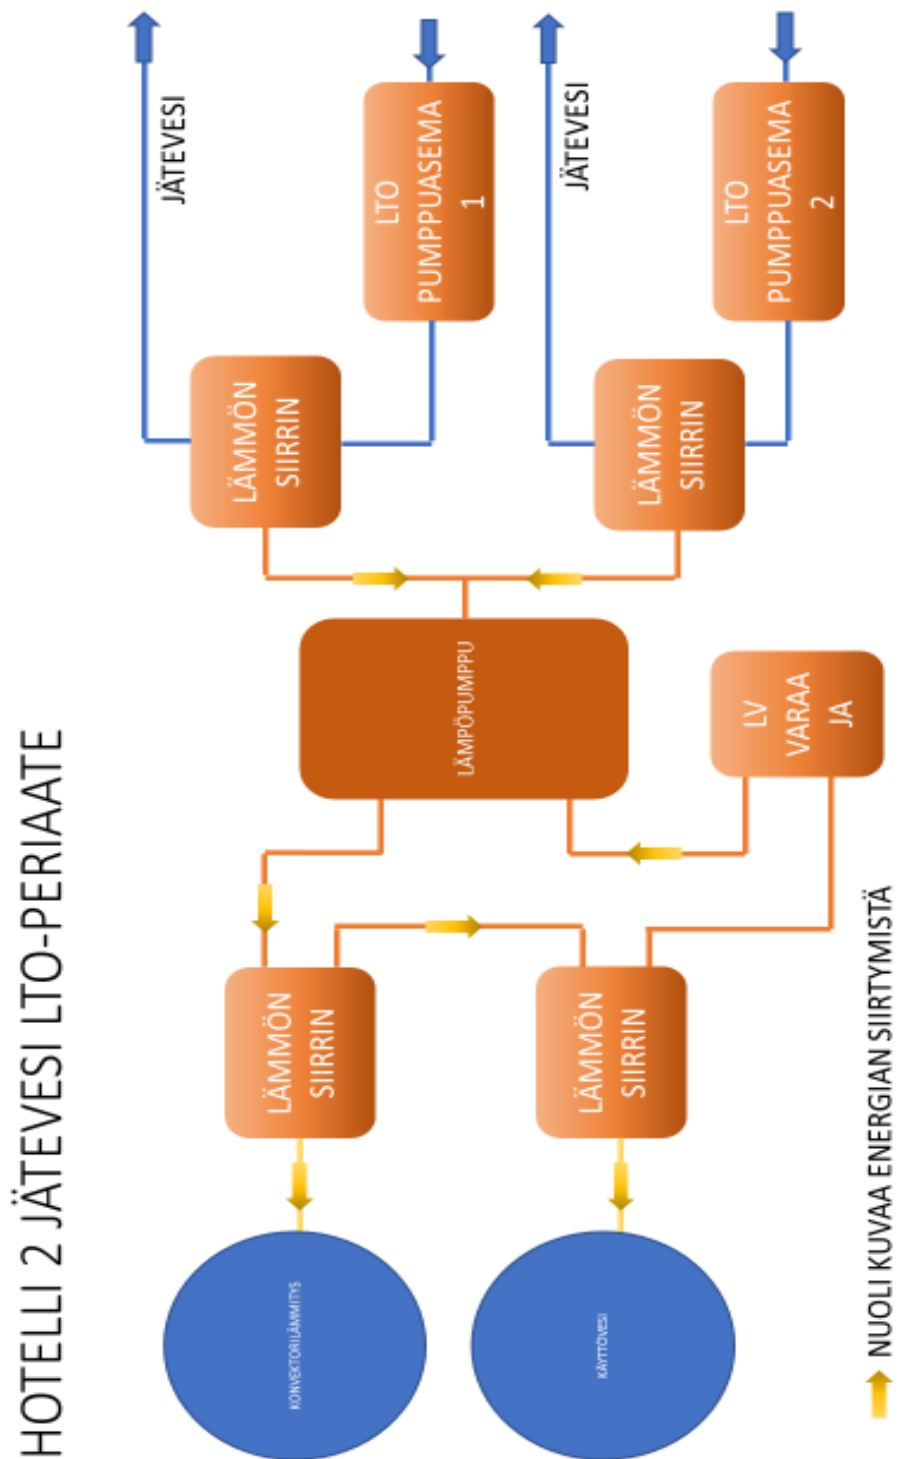 HOTELLI 2 JÄTEVESI LTO-PERIAATE
KONVEKTORILÄMMITYS
LÄMMÖN
SIIRRIN
LÄMMÖN
SIIRRIN
JÄTEVESI
LTO
PUMPPUASEMA
1
LÄMPÖPUMPPU
KÄYTTÖVESI
LÄMMÖN
SIIRRIN
LÄMMÖN
SIIRRIN
JÄTEVESI
LV
VARAA
JA
LTO
PUMPPUASEMA
2
NUOLI KUVAA ENERGIAN SIIRTYMISTÄ